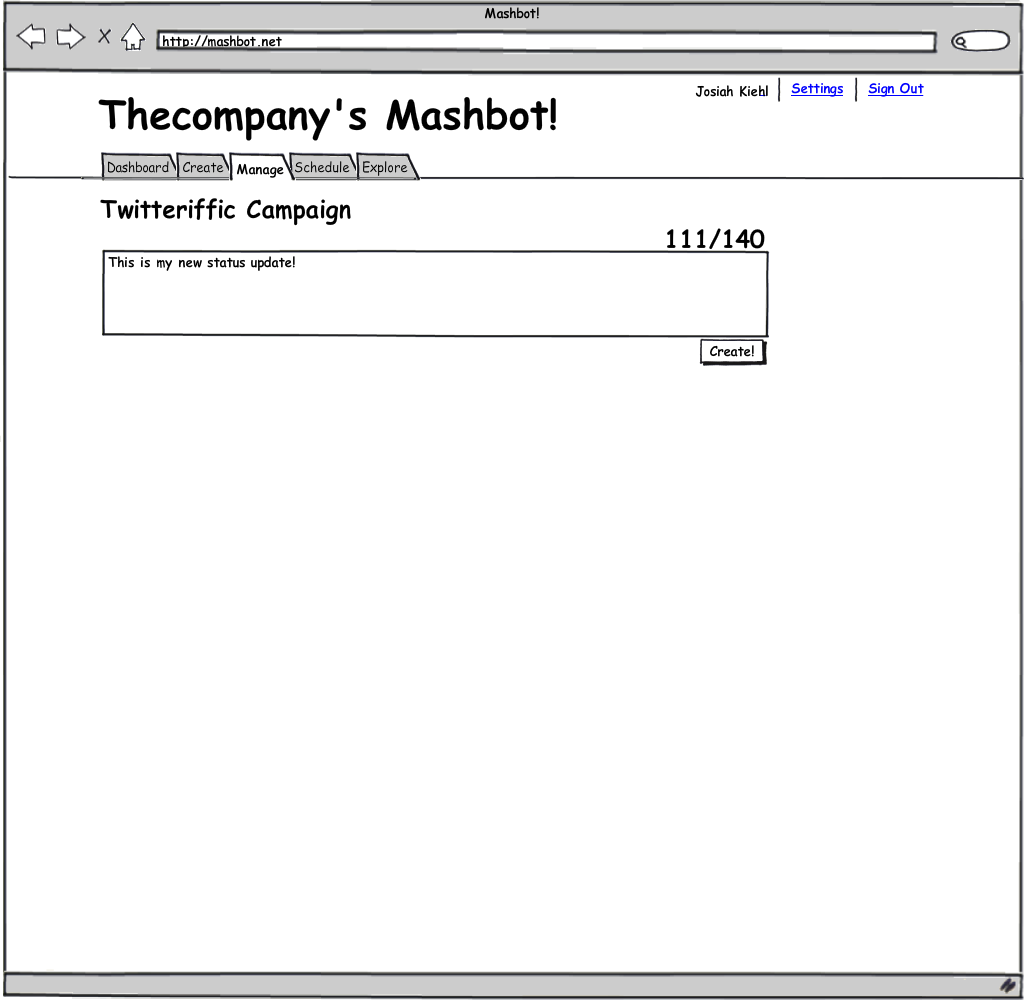 Mashbot!
http://mashbot.net
Josiah Kiehl Settings Sign Out
Thecompany's Mashbot!
Dashboard Create Manage Schedule Explore
Twitteriffic Campaign
111/140
This is my new status update!
Create!